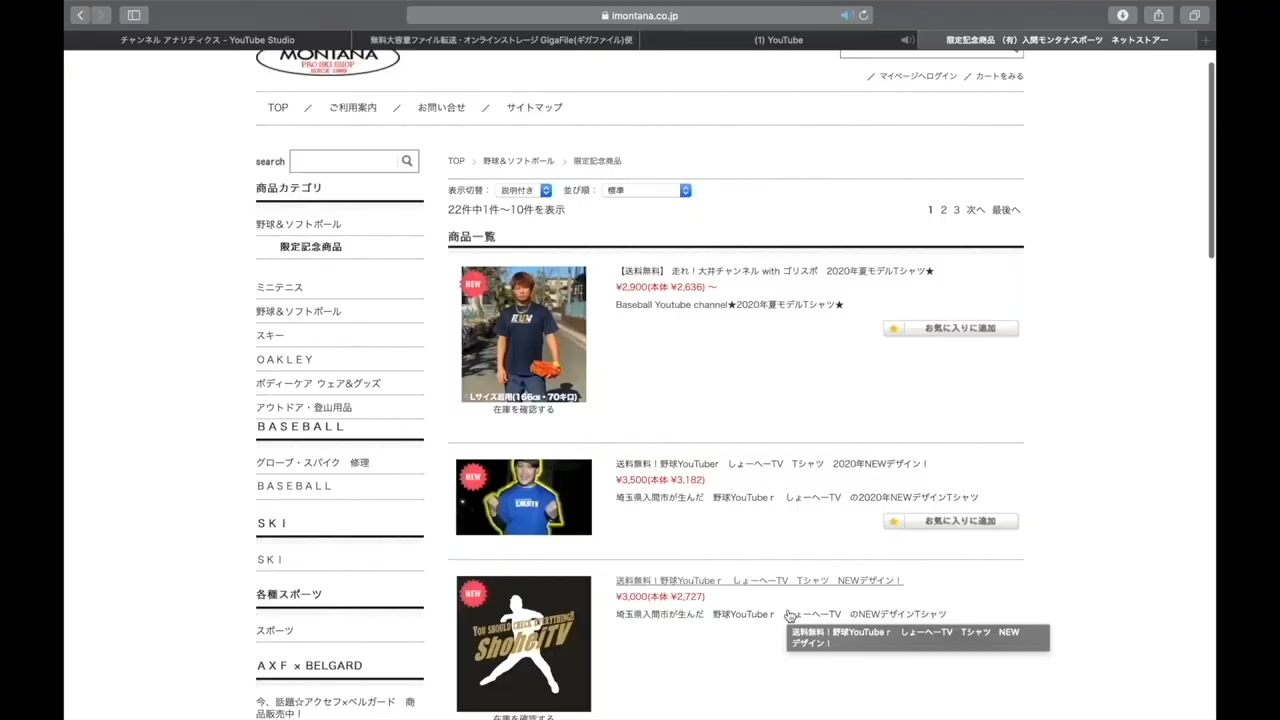 imontana.co.jp
チャンネル アナリティクス - YouTube Studio
無料大容量ファイル転送・オンラインストレージ GigaFile(ギガファイル)便
(1) YouTube
限定記念商品 （有）入間モンタナスポーツ ネットストアー
MONTANA
PRO SKI SHOP
SINCE 1980
／ マイページへログイン ／ カートをみる
TOP ／ ご利用案内 ／ お問い合せ ／ サイトマップ
search
TOP > 野球＆ソフトボール > 限定記念商品
商品カテゴリ
表示切替： 説明付き 並び順： 標準
22件中1件〜10件を表示
1 2 3 次へ 最後へ
野球＆ソフトボール
商品一覧
限定記念商品
ミニテニス
野球＆ソフトボール
スキー
ＯＡＫＬＥＹ
ボディーケア ウェア&グッズ
アウトドア・登山用品
ＢＡＳＥＢＡＬＬ
グローブ・スパイク 修理
ＢＡＳＥＢＡＬＬ
ＳＫＩ
ＳＫＩ
各種スポーツ
スポーツ
ＡＸＦ × BELGARD
今、話題☆アクセフ×ベルガード 商
品販売中！
NEW
RUN
Lサイズ着用(166㎝・70キロ)
在庫を確認する
【送料無料】 走れ！大井チャンネル with ゴリスポ 2020年夏モデルTシャツ★
¥2,900(本体 ¥2,636) 〜
Baseball Youtube channel★2020年夏モデルTシャツ★
お気に入りに追加
NEW
ShoheiTV
送料無料！野球YouTuber しょーへーTV Tシャツ 2020年NEWデザイン！
¥3,500(本体 ¥3,182)
埼玉県入間市が生んだ 野球YouTubeｒ しょーへーTV の2020年NEWデザインTシャツ
お気に入りに追加
NEW
YOU SHOULD CHECK EVERYTHING!!
ShoheiTV
在庫を確認する
送料無料！野球YouTubeｒ しょーへーTV Tシャツ NEWデザイン！
¥3,000(本体 ¥2,727)
埼玉県入間市が生んだ 野球YouTubeｒ しょーへーTV のNEWデザインTシャツ
送料無料！野球YouTubeｒ しょーへーTV Tシャツ NEW
デザイン！